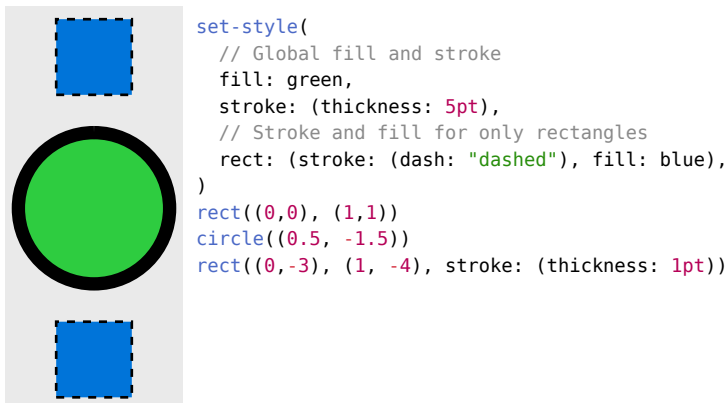 set-style(
  // Global fill and stroke
  fill: green,
  stroke: (thickness: 5pt),
  // Stroke and fill for only rectangles
  rect: (stroke: (dash: "dashed"), fill: blue),
)
rect((0,0), (1,1))
circle((0.5, -1.5))
rect((0,-3), (1, -4), stroke: (thickness: 1pt))